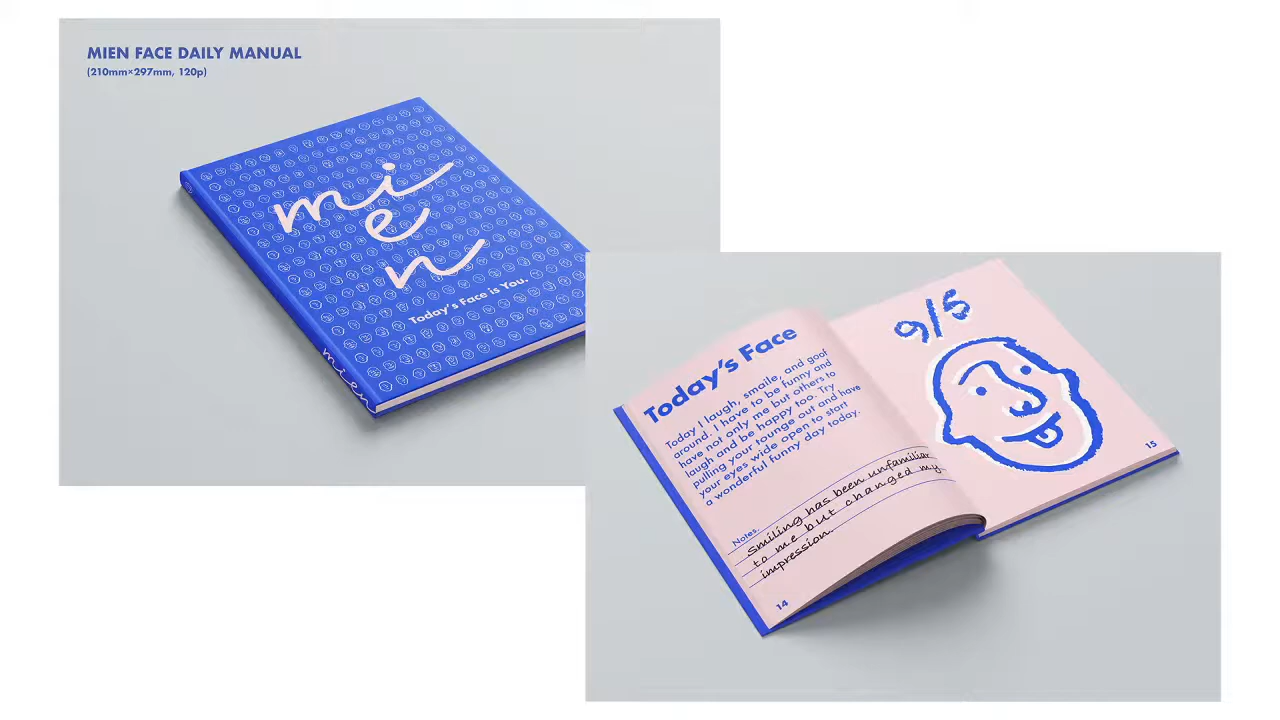 MIEN FACE DAILY MANUAL
(210mm×297mm, 120p)
mi
e
n
Today's Face is You.
mien
Today's Face
Today I laugh, smaile, and goof
around. I have to be funny and
have not only me but others to
laugh and be happy too. Try
pulling your tounge out and have
your eyes wide open to start
a wonderful funny day today.
Notes.
Smiling has been unfamiliar
to me but changed my
impression.
14
9/5
15